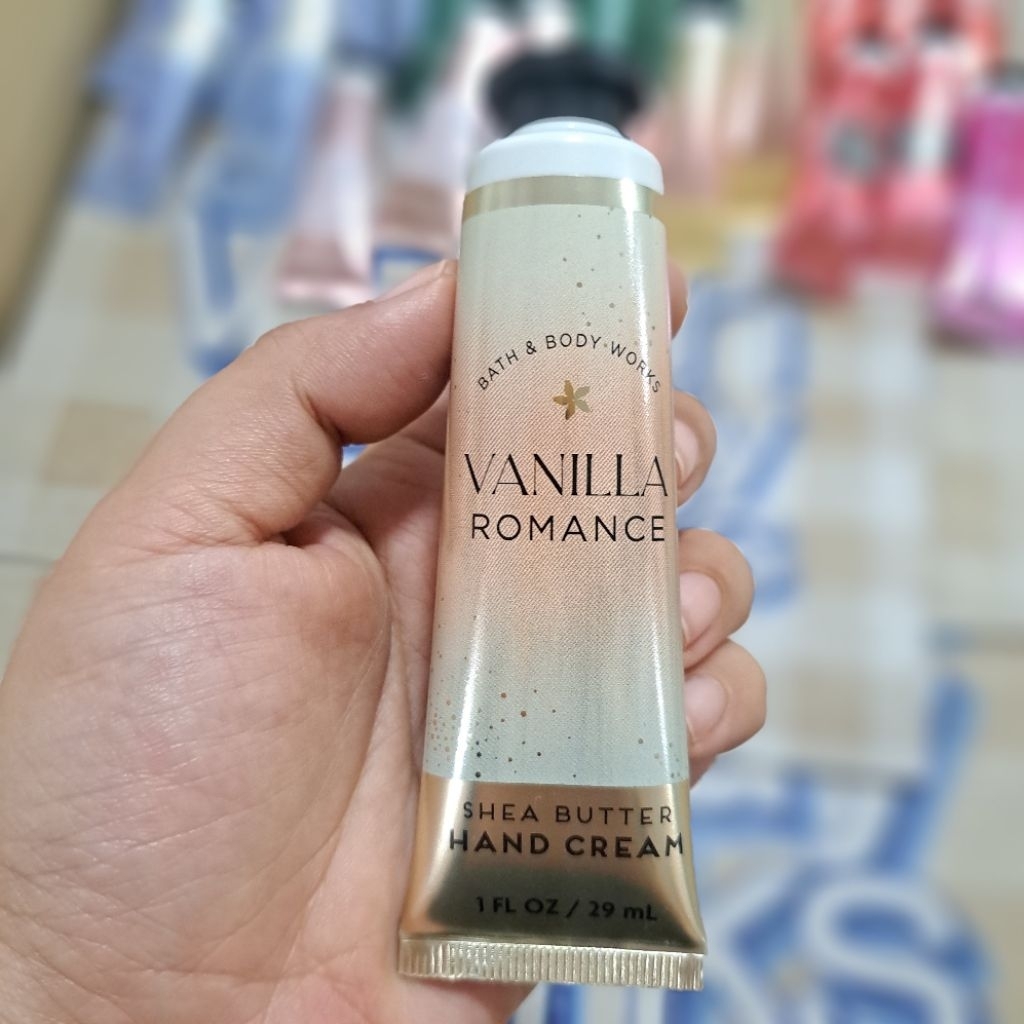 BATH & BODY WORKS
VANILLA
ROMANCE
SHEA BUTTER
HAND CREAM
1 FL OZ / 29 mL